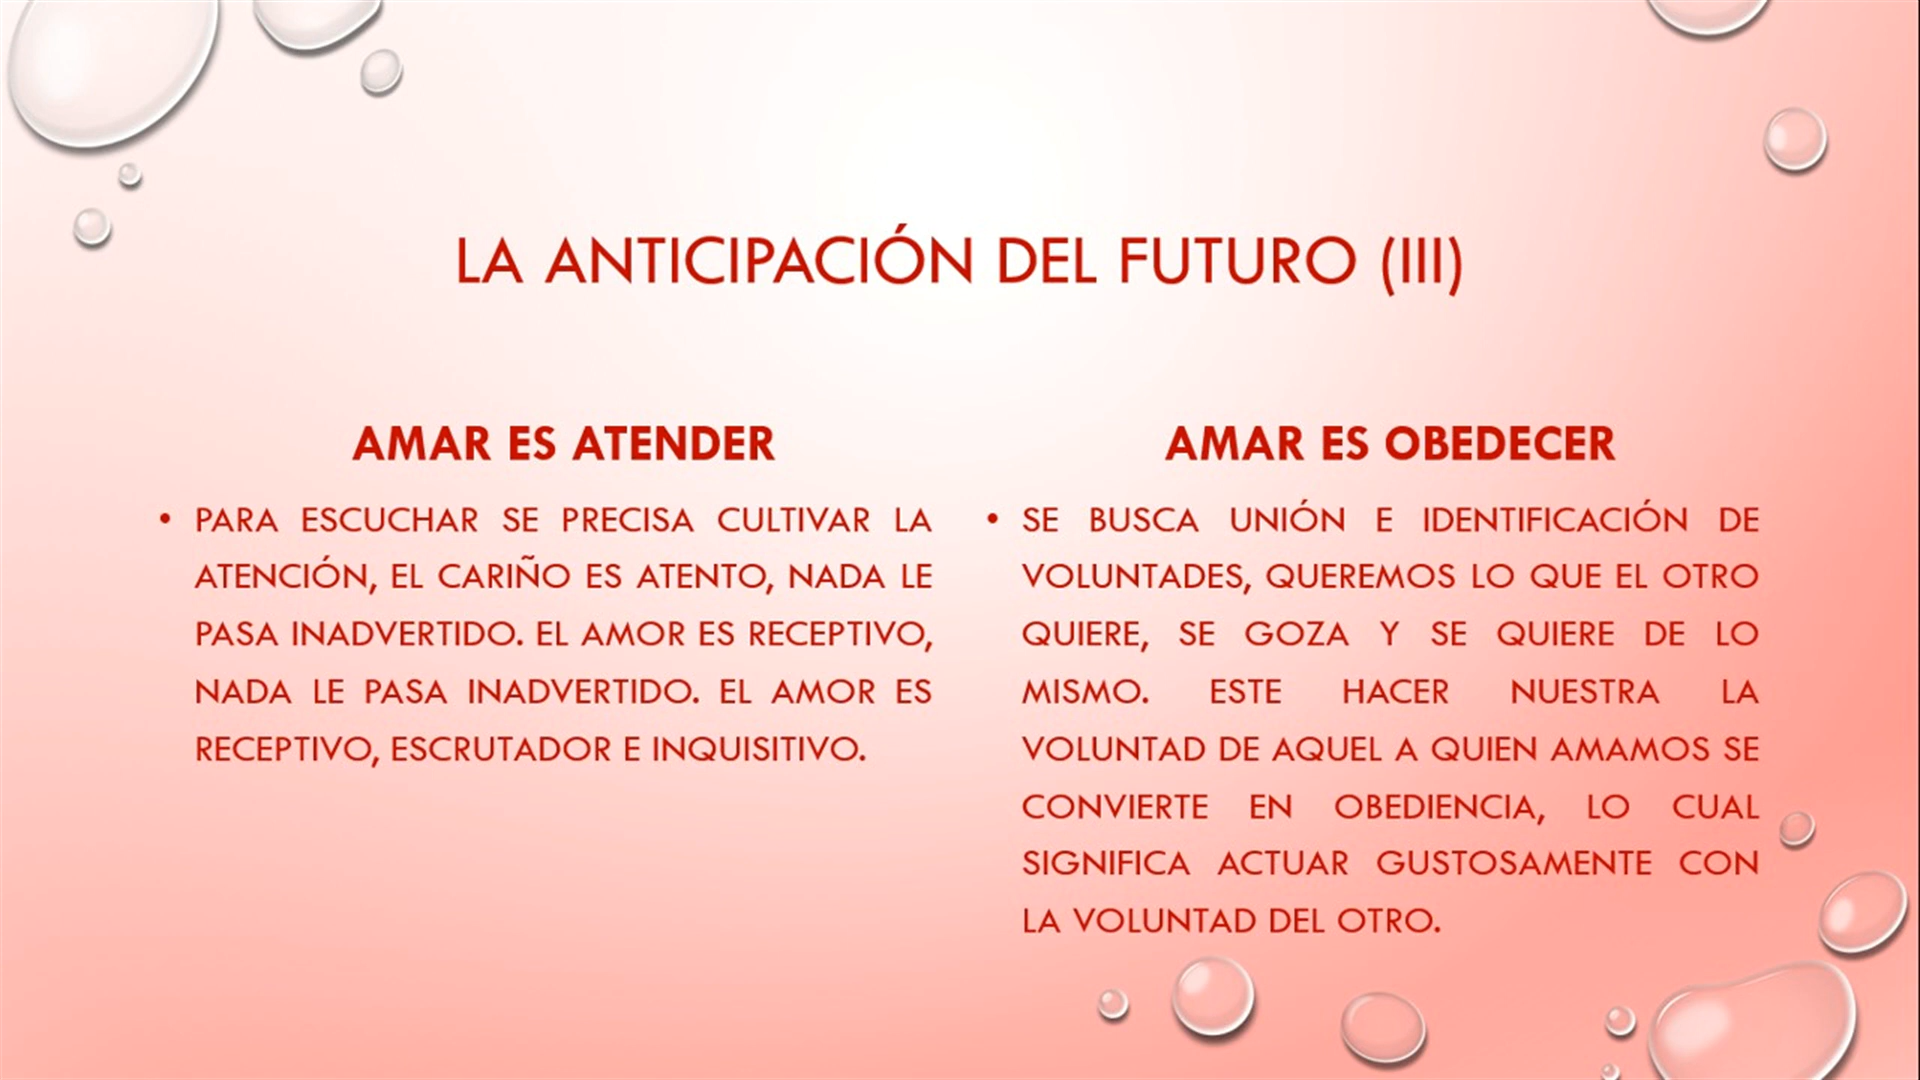 LA ANTICIPACIÓN DEL FUTURO (III)
AMAR ES ATENDER
• PARA ESCUCHAR SE PRECISA CULTIVAR LA
ATENCIÓN, EL CARIÑO ES ATENTO, NADA LE
PASA INADVERTIDO. EL AMOR ES RECEPTIVO,
NADA LE PASA INADVERTIDO. EL AMOR ES
RECEPTIVO, ESCRUTADOR E INQUISITIVO.
AMAR ES OBEDECER
• SE BUSCA UNIÓN E IDENTIFICACIÓN DE
VOLUNTADES, QUEREMOS LO QUE EL OTRO
QUIERE, SE GOZA Y SE QUIERE DE LO
MISMO. ESTE HACER NUESTRA LA
VOLUNTAD DE AQUEL A QUIEN AMAMOS SE
CONVIERTE EN OBEDIENCIA, LO CUAL
SIGNIFICA ACTUAR GUSTOSAMENTE CON
LA VOLUNTAD DEL OTRO.